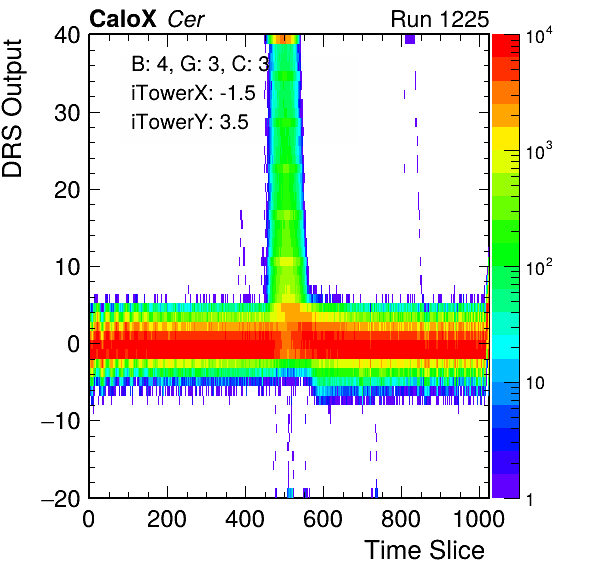 CaloX Cer Run 1225
DRS Output
B: 4, G: 3, C: 3
iTowerX: -1.5
iTowerY: 3.5
40
30
20
10
0
−10
−20
0 200 400 600 800 1000
Time Slice
10^4
10^3
10^2
10
1